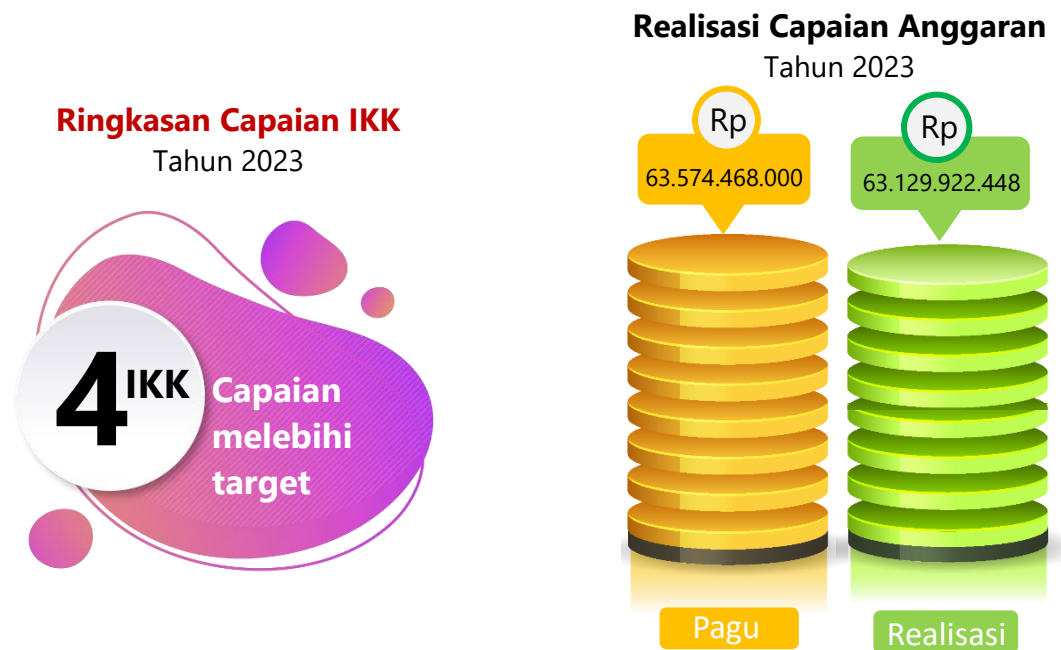 Ringkasan Capaian IKK
Tahun 2023
4 IKK
Capaian
melebihi
target
Realisasi Capaian Anggaran
Tahun 2023
Rp
63.574.468.000
Rp
63.129.922.448
Pagu
Realisasi